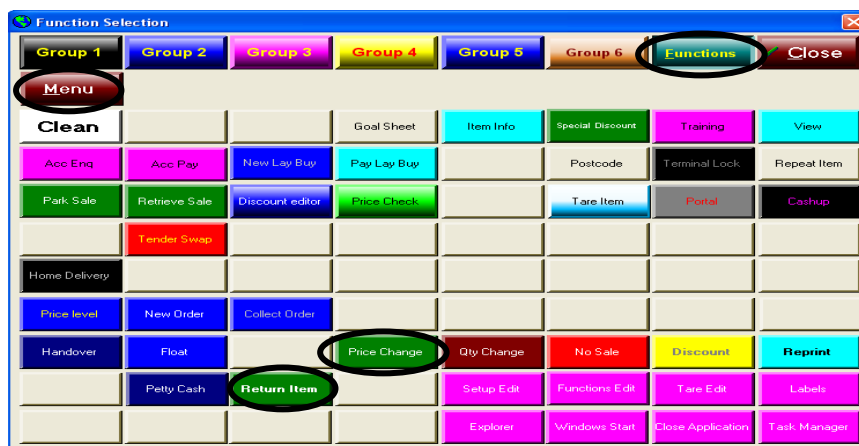 Function Selection
Group 1 Group 2 Group 3 Group 4 Group 5 Group 6 Functions Close
Menu
Clean Goal Sheet Item Info Special Discount Training View
Acc Enq Acc Pay New Lay Buy Pay Lay Buy Postcode Terminal Lock Repeat Item
Park Sale Retrieve Sale Discount editor Price Check Tare Item Portal Cashup
Tender Swap
Home Delivery
Price level New Order Collect Order
Handover Float Price Change Qty Change No Sale Discount Reprint
Petty Cash Return Item Setup Edit Functions Edit Tare Edit Labels
Explorer Windows Start Close Application Task Manager